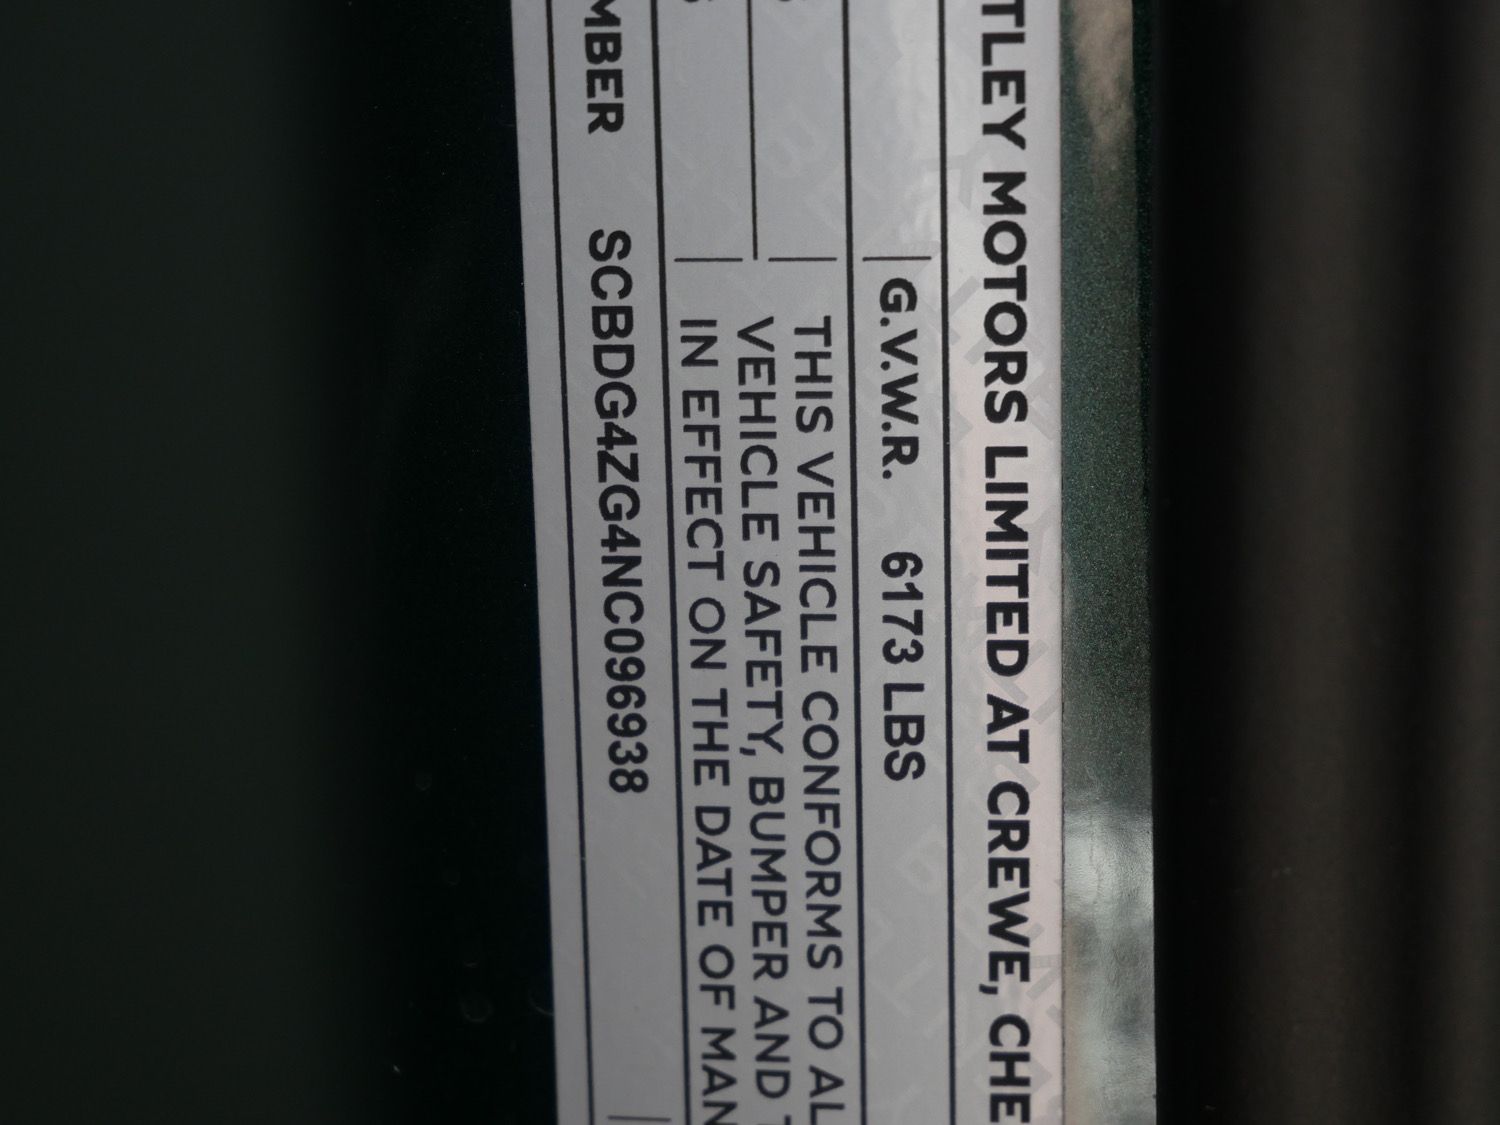 TLEY MOTORS LIMITED AT CREWE, CHE
G.V.W.R. 6173 LBS
THIS VEHICLE CONFORMS TO AL
VEHICLE SAFETY, BUMPER AND T
IN EFFECT ON THE DATE OF MAN
MBER SCBDG4ZG4NC096938